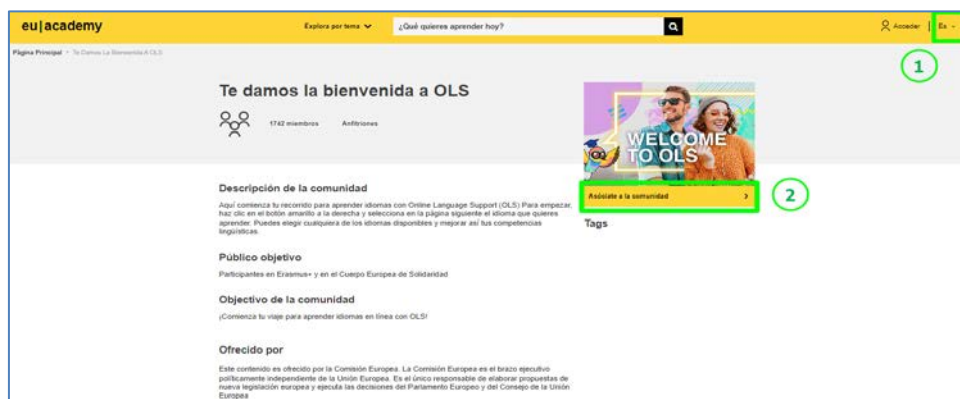 eu|academy
Explora por tema
¿Qué quieres aprender hoy?
Acceder
Es
Página Principal
Te Damos La Bienvenida A OLS
1
Te damos la bienvenida a OLS
1742 miembros
Anfitriones
WELCOME
TO OLS
Asóciate a la comunidad
2
Tags
Descripción de la comunidad
Aquí comienza tu recorrido para aprender idiomas con Online Language Support (OLS) Para empezar,
haz clic en el botón amarillo a la derecha y selecciona en la página siguiente el idioma que quieres
aprender. Puedes elegir cualquiera de los idiomas disponibles y mejorar así tus competencias
lingüísticas.
Público objetivo
Participantes en Erasmus+ y en el Cuerpo Europeo de Solidaridad
Objectivo de la comunidad
¡Comienza tu viaje para aprender idiomas en línea con OLS!
Ofrecido por
Este contenido es ofrecido por la Comisión Europea. La Comisión Europea es el brazo ejecutivo
políticamente independiente de la Unión Europea. Es el único responsable de elaborar propuestas de
nueva legislación europea y ejecuta las decisiones del Parlamento Europeo y del Consejo de la Unión
Europea